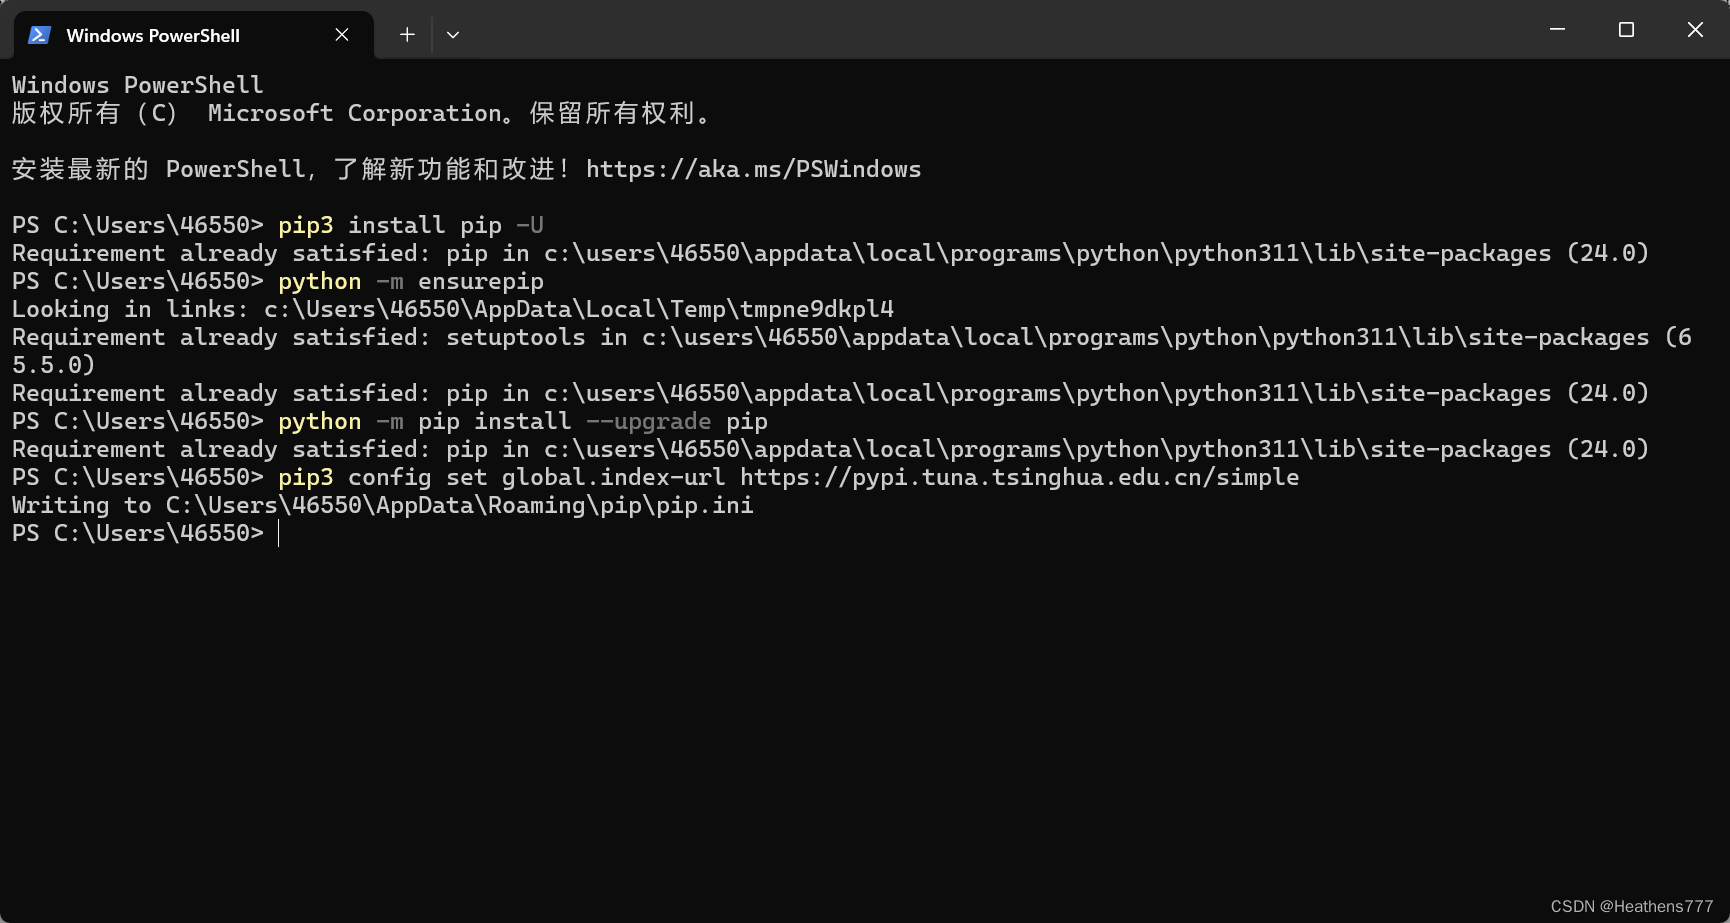 Windows PowerShell
Windows PowerShell
版权所有（C） Microsoft Corporation。保留所有权利。
安装最新的 PowerShell，了解新功能和改进！https://aka.ms/PSWindows
PS C:\Users\46550> pip3 install pip -U
Requirement already satisfied: pip in c:\users\46550\appdata\local\programs\python\python311\lib\site-packages (24.0)
PS C:\Users\46550> python -m ensurepip
Looking in links: c:\Users\46550\AppData\Local\Temp\tmpne9dkpl4
Requirement already satisfied: setuptools in c:\users\46550\appdata\local\programs\python\python311\lib\site-packages (6
5.5.0)
Requirement already satisfied: pip in c:\users\46550\appdata\local\programs\python\python311\lib\site-packages (24.0)
PS C:\Users\46550> python -m pip install --upgrade pip
Requirement already satisfied: pip in c:\users\46550\appdata\local\programs\python\python311\lib\site-packages (24.0)
PS C:\Users\46550> pip3 config set global.index-url https://pypi.tuna.tsinghua.edu.cn/simple
Writing to C:\Users\46550\AppData\Roaming\pip\pip.ini
PS C:\Users\46550>
CSDN @Heathens777